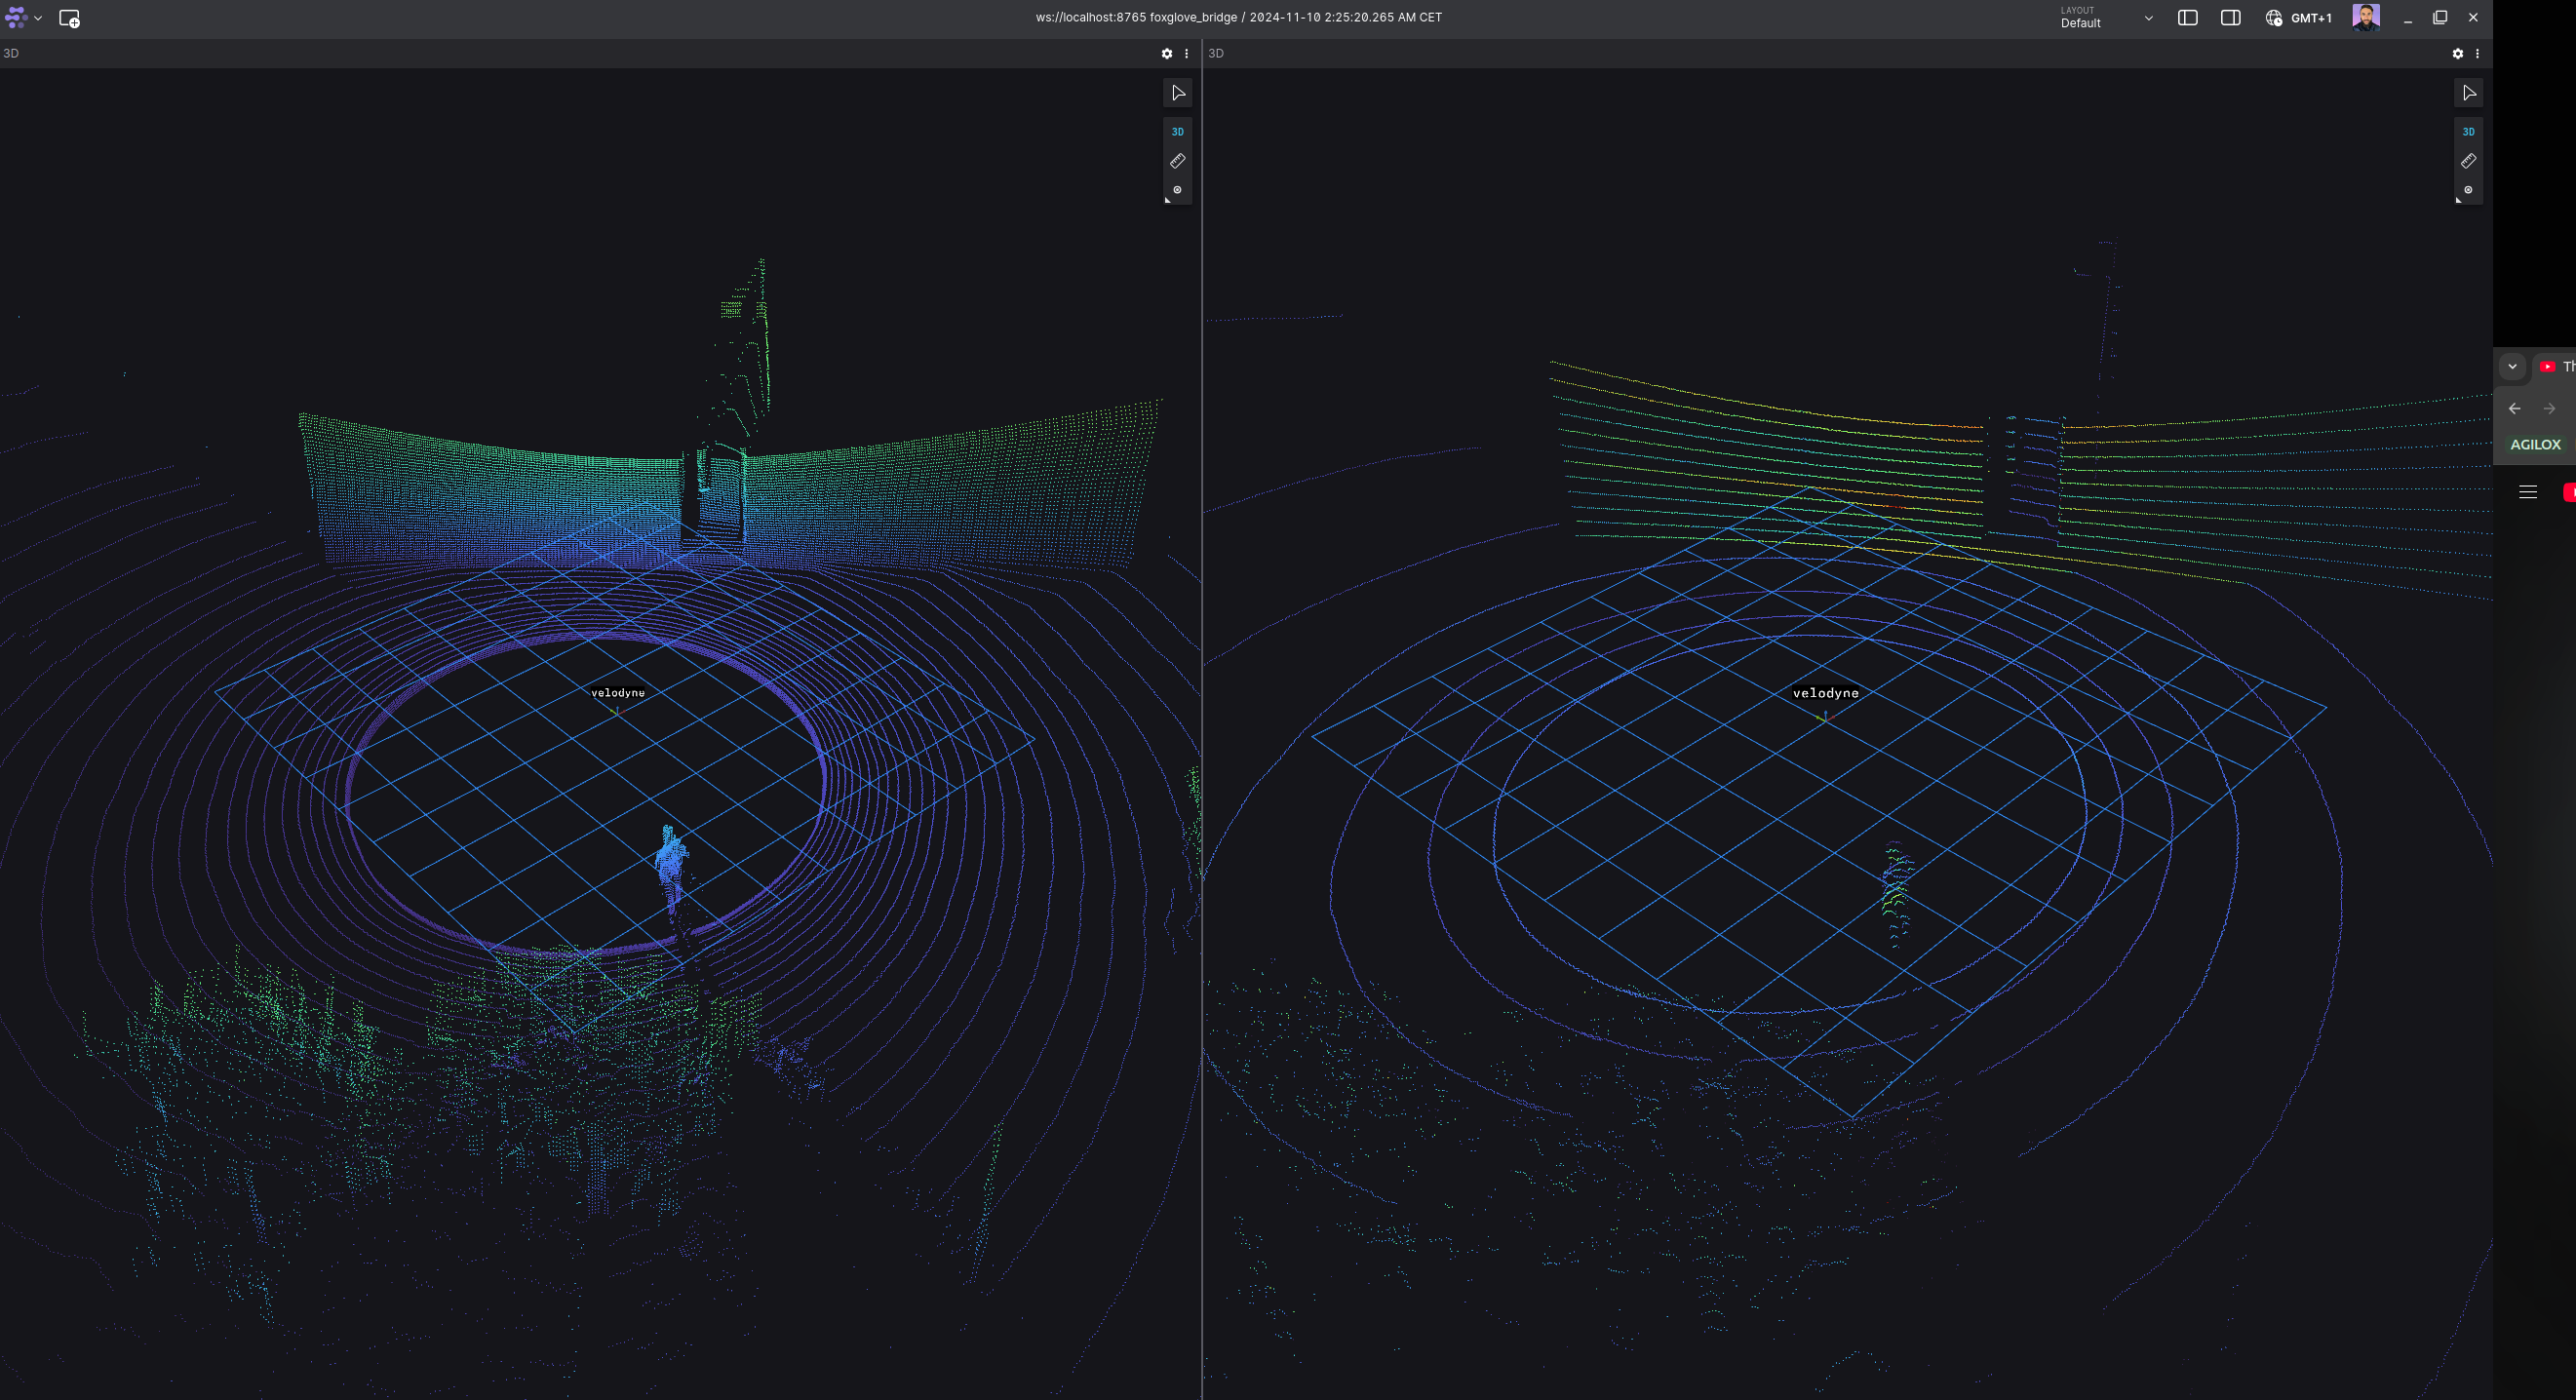 ws://localhost:8765 foxglove_bridge / 2024-11-10 2:25:20.265 AM CET
LAYOUT
Default
GMT+1
3D
3D
3D
3D
velodyne
velodyne
Th
AGILOX